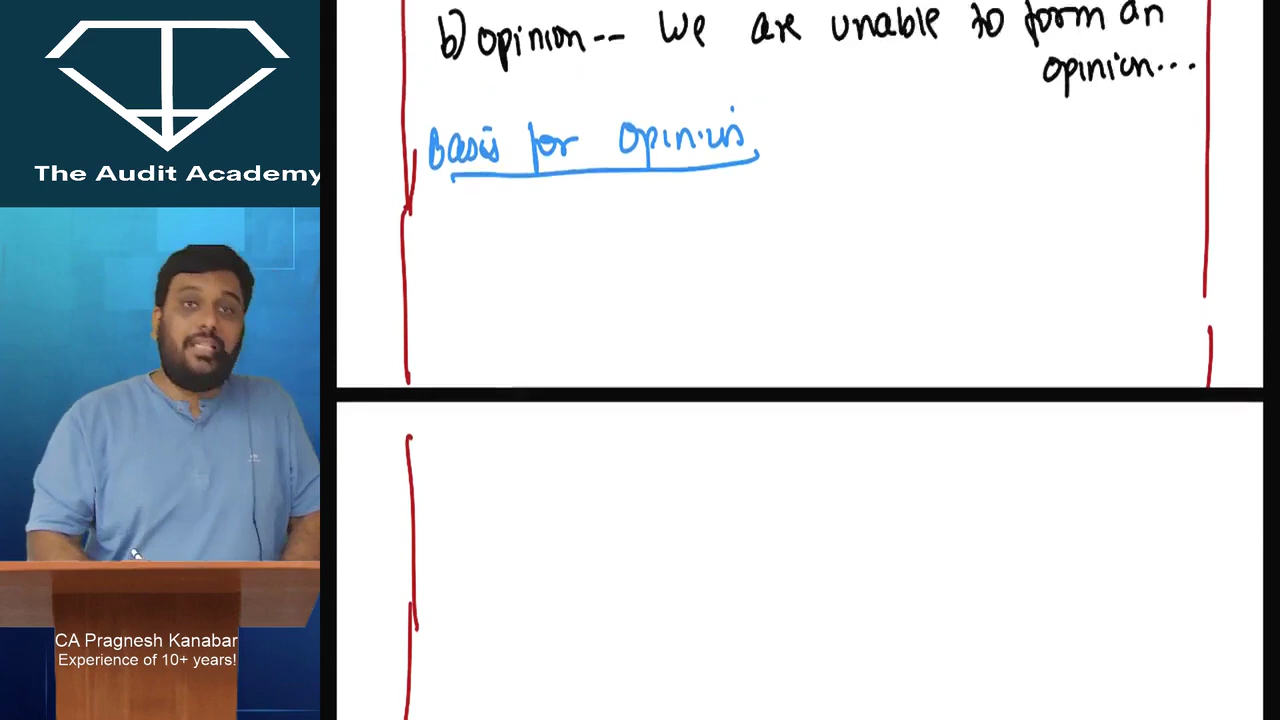 The Audit Academy
b) opinion -- We are unable to form an
opinion...
Basis for opinion
CA Pragnesh Kanabar
Experience of 10+ years!